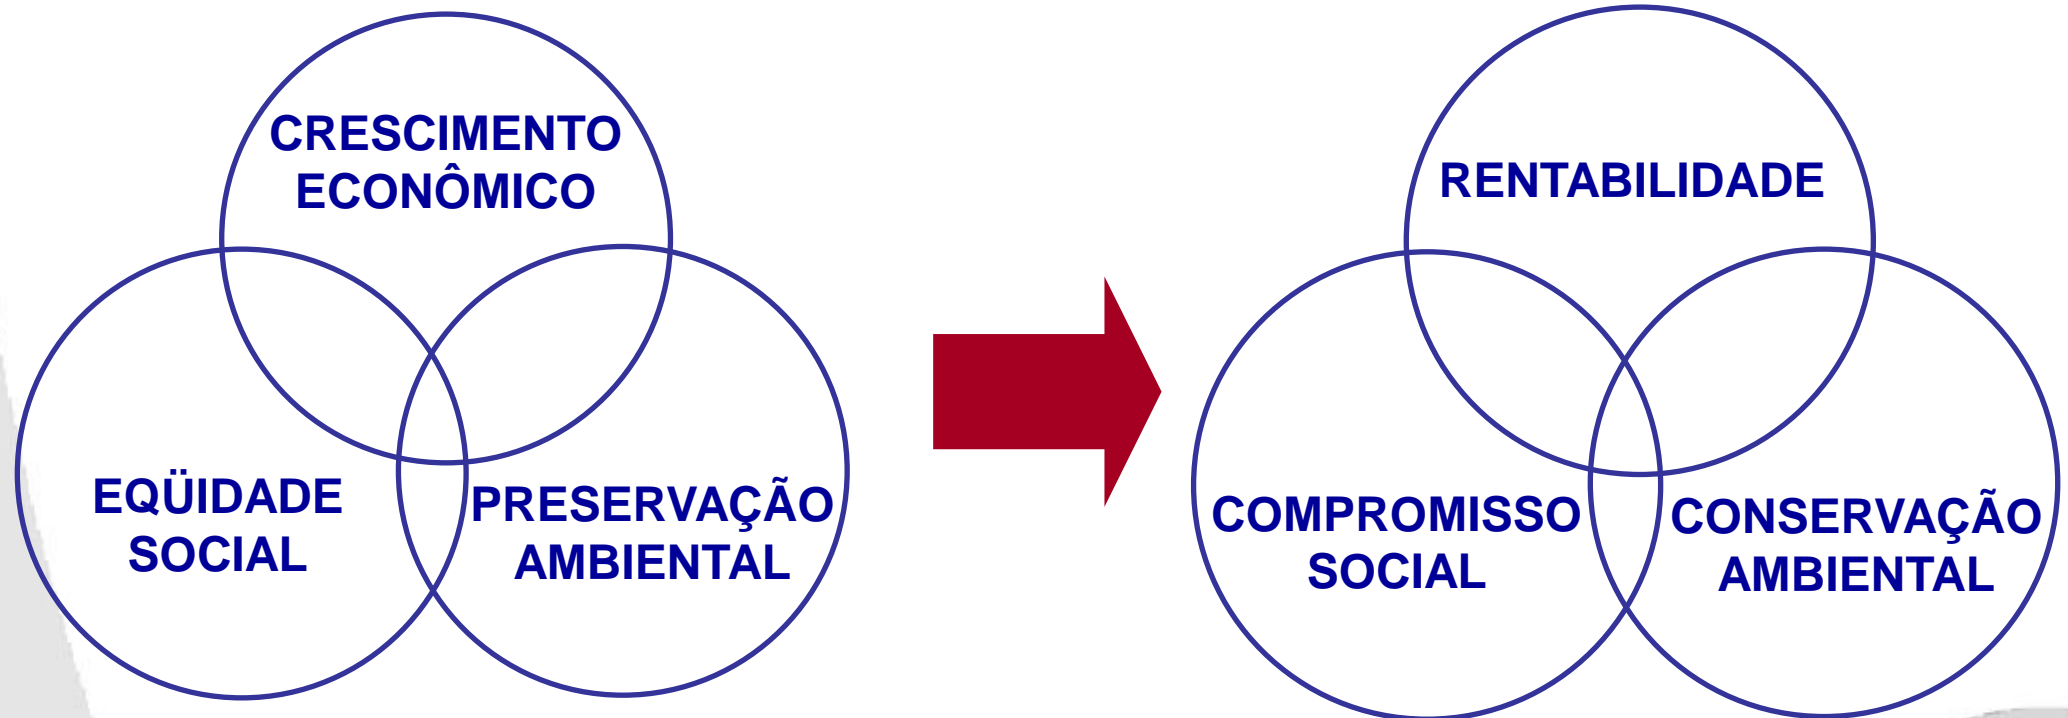 CRESCIMENTO
ECONÔMICO
EQÜIDADE
SOCIAL
PRESERVAÇÃO
AMBIENTAL
RENTABILIDADE
COMPROMISSO
SOCIAL
CONSERVAÇÃO
AMBIENTAL